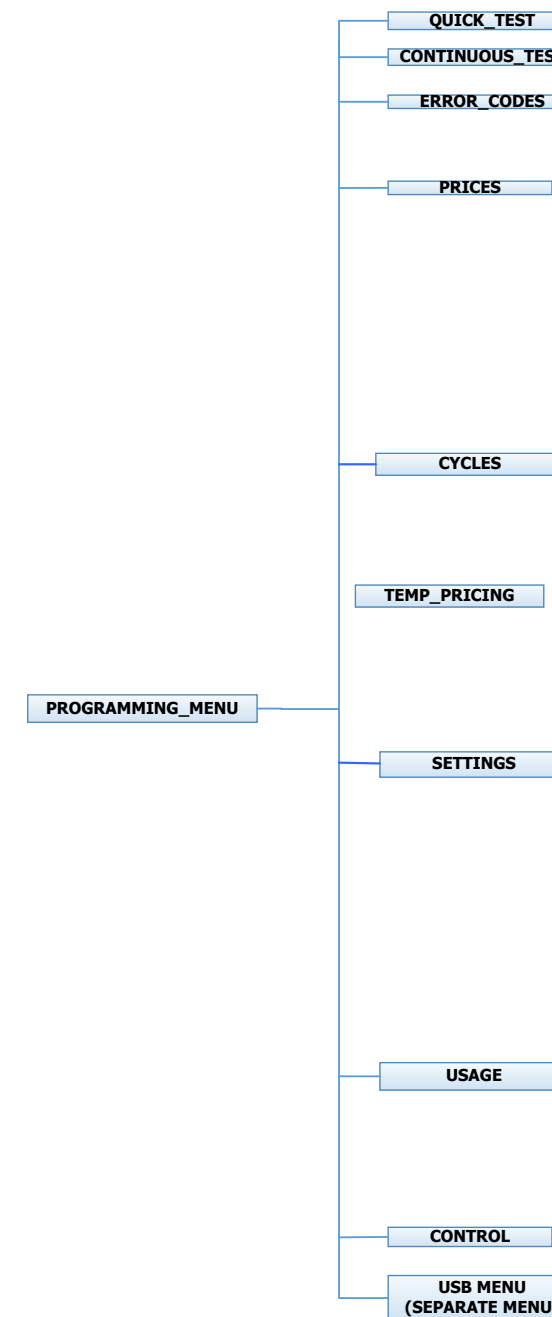 QUICK_TEST
CONTINUOUS_TES
ERROR_CODES
PRICES
CYCLES
TEMP_PRICING
PROGRAMMING_MENU
SETTINGS
USAGE
CONTROL
USB MENU
(SEPARATE MENU